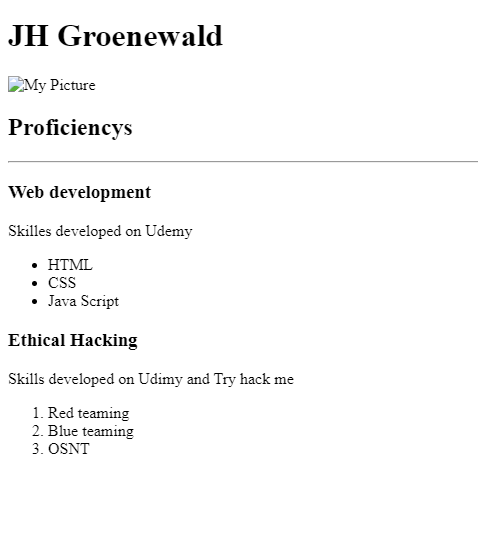 JH Groenewald
My Picture
Proficiencys
Web development
Skilles developed on Udemy
HTML
CSS
Java Script
Ethical Hacking
Skills developed on Udimy and Try hack me
1. Red teaming
2. Blue teaming
3. OSNT